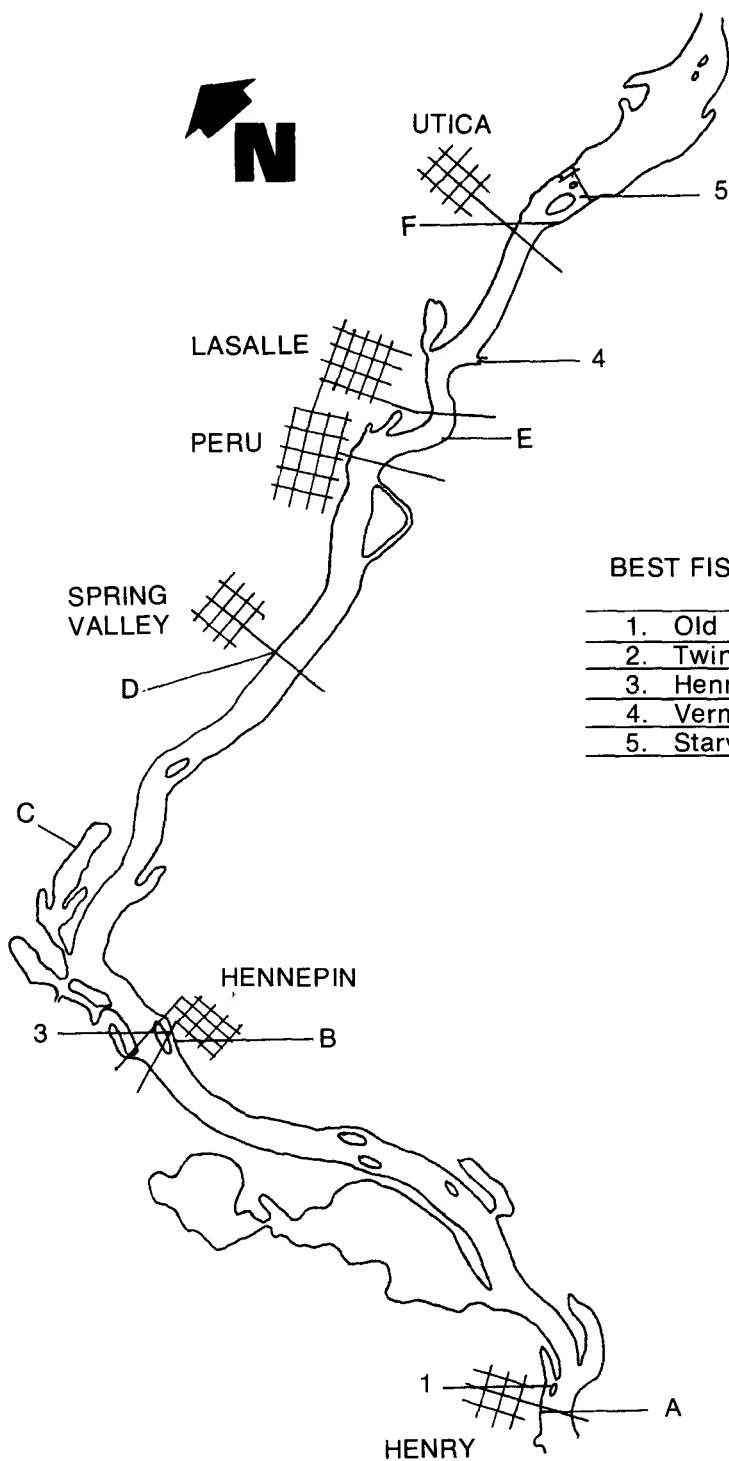 N
UTICA
5
F
LASALLE
4
PERU
E
BEST FIS
SPRING
VALLEY
1. Old
2. Twin
3. Henn
4. Verm
5. Starv
D
C
HENNEPIN
3
B
1
A
HENRY